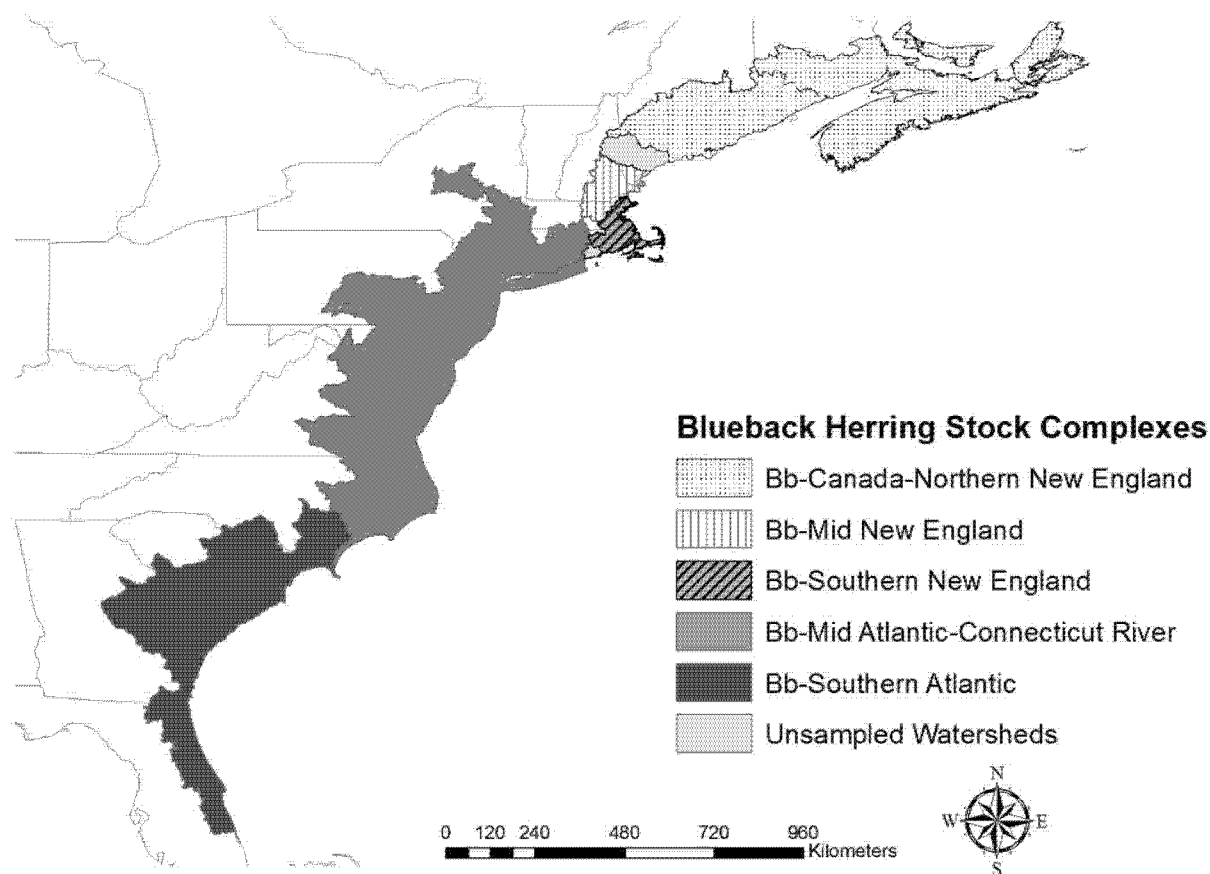 Blueback Herring Stock Complexes
Bb-Canada-Northern New England
Bb-Mid New England
Bb-Southern New England
Bb-Mid Atlantic-Connecticut River
Bb-Southern Atlantic
Unsampled Watersheds
N
W E
S
0 120 240 480 720 960
Kilometers